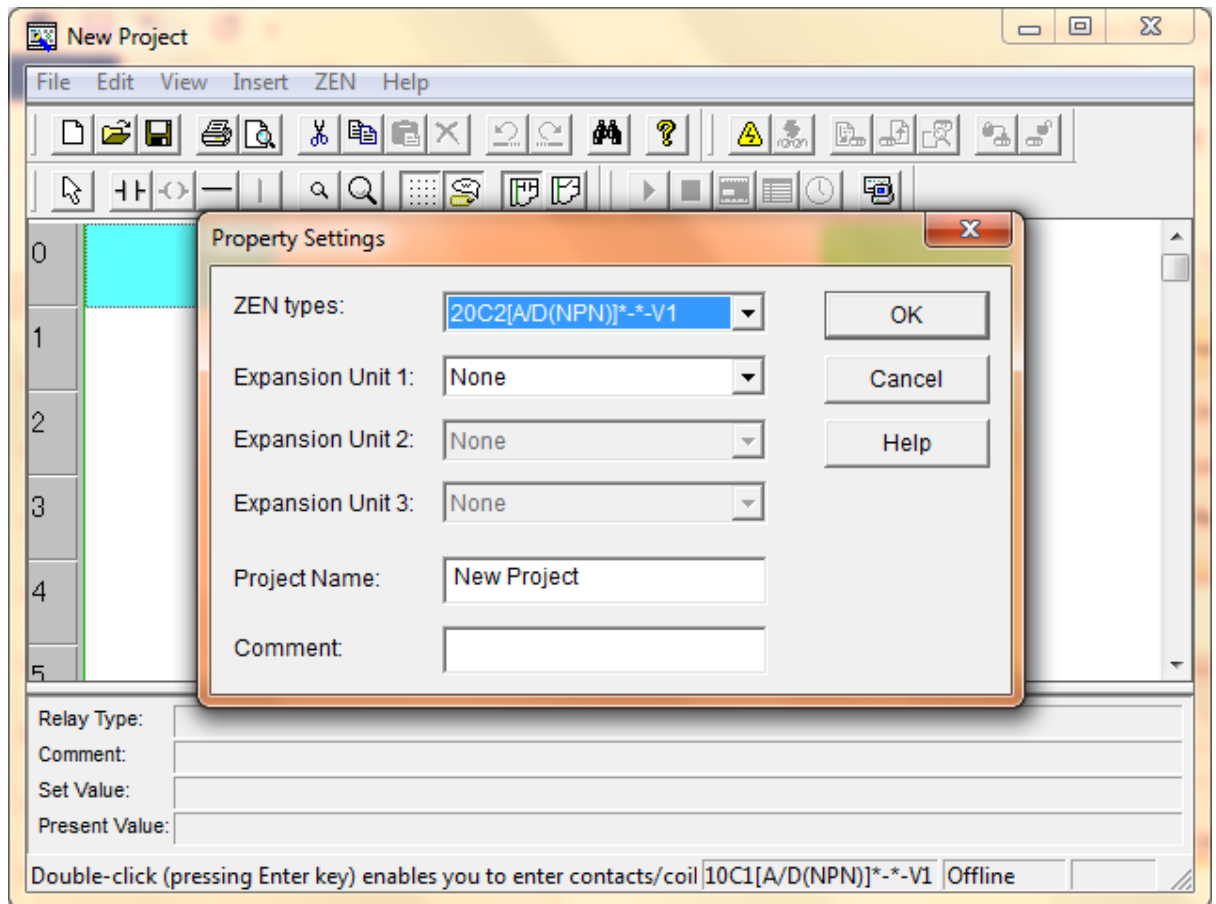 New Project
File Edit View Insert ZEN Help
0
1
2
3
4
5
Property Settings
ZEN types: 20C2[A/D(NPN)]*-*-V1
OK
Expansion Unit 1: None
Cancel
Expansion Unit 2: None
Help
Expansion Unit 3: None
Project Name: New Project
Comment:
Relay Type:
Comment:
Set Value:
Present Value:
Double-click (pressing Enter key) enables you to enter contacts/coil 10C1[A/D(NPN)]*-*-V1 Offline